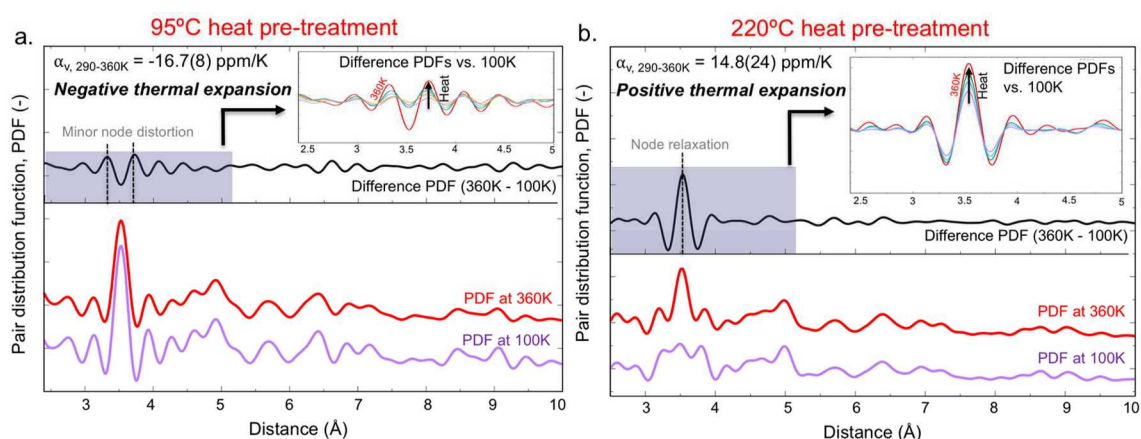 a.
95ºC heat pre-treatment
αv, 290-360K = -16.7(8) ppm/K
Negative thermal expansion
Difference PDFs vs. 100K
360K
Heat
2.5 3 3.5 4 4.5 5
Minor node distortion
Difference PDF (360K - 100K)
PDF at 360K
PDF at 100K
Pair distribution function, PDF (-)
3 4 5 6 7 8 9 10
Distance (Å)
b.
220ºC heat pre-treatment
αv, 290-360K = 14.8(24) ppm/K
Positive thermal expansion
Difference PDFs
vs. 100K
360K
Heat
2.5 3 3.5 4 4.5 5
Node relaxation
Difference PDF (360K - 100K)
PDF at 360K
PDF at 100K
Pair distribution function, PDF (-)
3 4 5 6 7 8 9 10
Distance (Å)